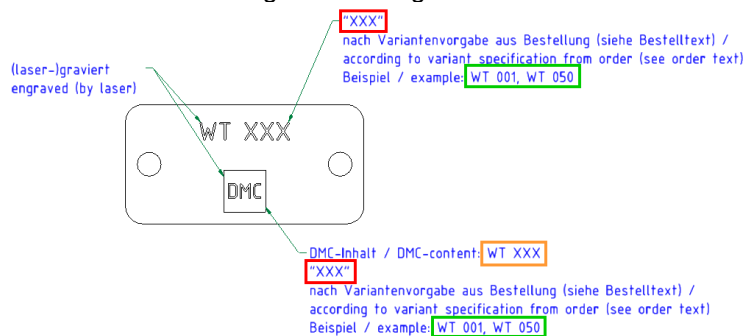 "XXX"
nach Variantenvorgabe aus Bestellung (siehe Bestelltext) /
according to variant specification from order (see order text)
Beispiel / example: WT 001, WT 050
(laser-)graviert
engraved (by laser)
WT XXX
DMC
DMC-Inhalt / DMC-content: WT XXX
"XXX"
nach Variantenvorgabe aus Bestellung (siehe Bestelltext) /
according to variant specification from order (see order text)
Beispiel / example: WT 001, WT 050